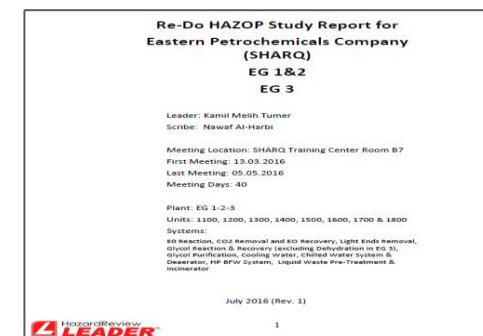 Re-Do HAZOP Study Report for
Eastern Petrochemicals Company
(SHARQ)
EG 1&2
EG 3
Leader: Kamil Melih Tumer
Scribe: Nawaf Al-Harbi
Meeting Location: SHARQ Training Center Room B7
First Meeting: 13.03.2016
Last Meeting: 05.05.2016
Meeting Days: 40
Plant: EG 1-2-3
Units: 1100, 1200, 1300, 1400, 1500, 1600, 1700 & 1800
Systems:
EO Reaction, CO2 Removal and EO Recovery, Light Ends Removal,
Glycol Reaction & Recovery (excluding Dehydration in EG 3),
Glycol Purification, Cooling Water, Chilled Water System &
Deaerator, HP BFW System, Liquid Waste Pre-Treatment &
Incinerator
July 2016 (Rev. 1)
HazardReview
LEADER
1